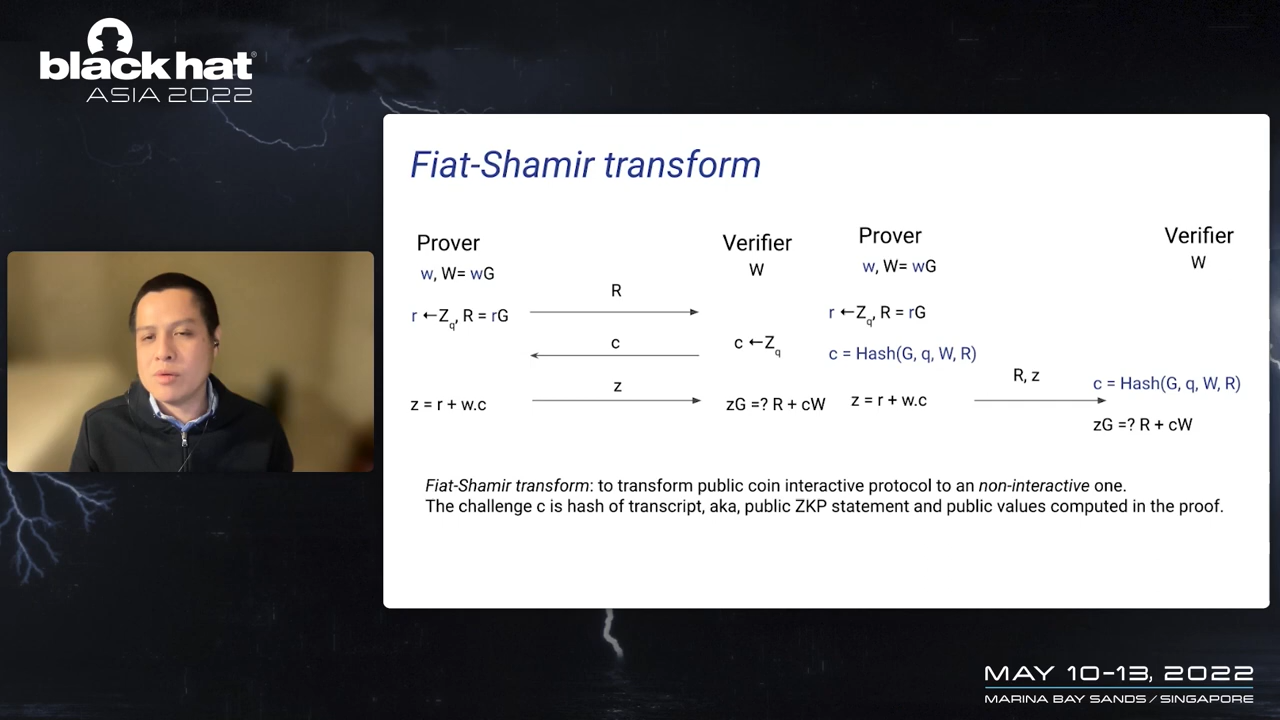 black hat®
ASIA 2022
Fiat-Shamir transform
Prover
Verifier
w, W= wG
W
R
r ←Zq, R = rG
c
c ←Zq
z
z = r + w.c
zG =? R + cW
Prover
Verifier
w, W= wG
W
r ←Zq, R = rG
c = Hash(G, q, W, R)
R, z
c = Hash(G, q, W, R)
z = r + w.c
zG =? R + cW
Fiat-Shamir transform: to transform public coin interactive protocol to an non-interactive one.
The challenge c is hash of transcript, aka, public ZKP statement and public values computed in the proof.
MAY 10-13, 2022
MARINA BAY SANDS / SINGAPORE